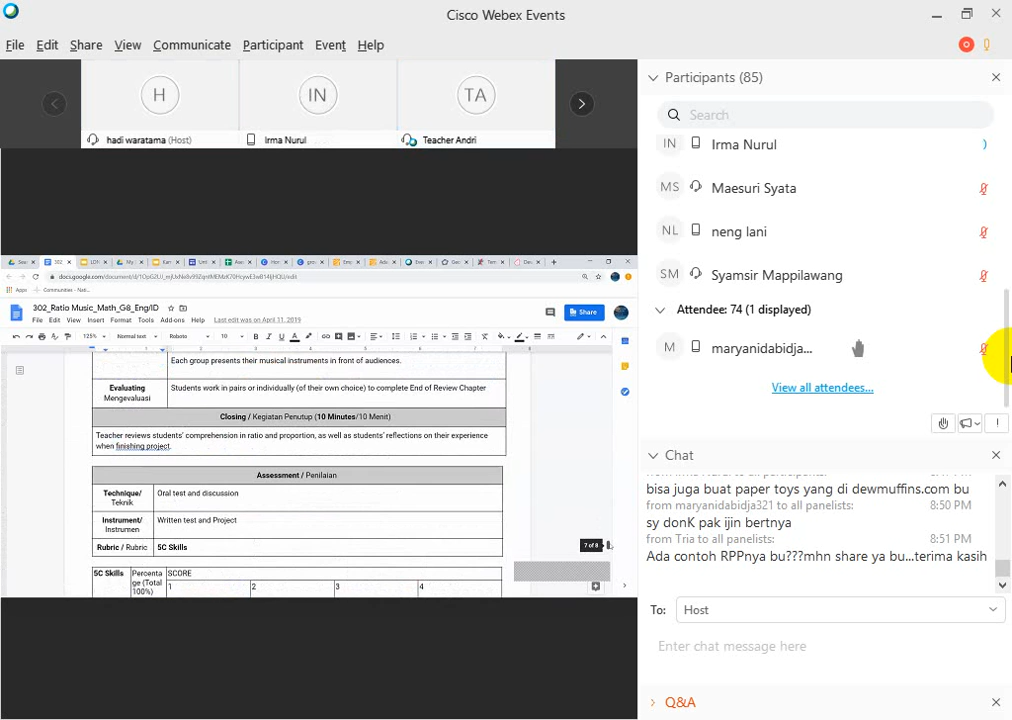 Cisco Webex Events
File Edit Share View Communicate Participant Event Help
H
hadi waratama (Host)
IN
Irma Nurul
TA
Teacher Andri
302_Ratio Music_Math_G8_Eng/ID
File Edit View Insert Format Tools Add-ons Help Last edit was on April 11, 2019
Share
125% Normal text Roboto 10
Each group presents their musical instruments in front of audiences.
Evaluating
Mengevaluasi
Students work in pairs or individually (of their own choice) to complete End of Review Chapter
Closing / Kegiatan Penutup (10 Minutes/10 Menit)
Teacher reviews students' comprehension in ratio and proportion, as well as students' reflections on their experience
when finishing project.
Assessment / Penilaian
Technique/
Teknik
Oral test and discussion
Instrument/
Instrumen
Written test and Project
Rubric / Rubric
5C Skills
7 of 8
5C Skills
Percenta
ge (Total
100%)
SCORE
1 2 3 4
Participants (85)
Search
IN Irma Nurul
MS Maesuri Syata
NL neng lani
SM Syamsir Mappilawang
Attendee: 74 (1 displayed)
M maryanidabidja...
View all attendees...
Chat
bisa juga buat paper toys yang di dewmuffins.com bu
from maryanidabidja321 to all panelists: 8:50 PM
sy donK pak ijin bertnya
from Tria to all panelists: 8:51 PM
Ada contoh RPPnya bu???mhn share ya bu...terima kasih
To: Host
Enter chat message here
Q&A